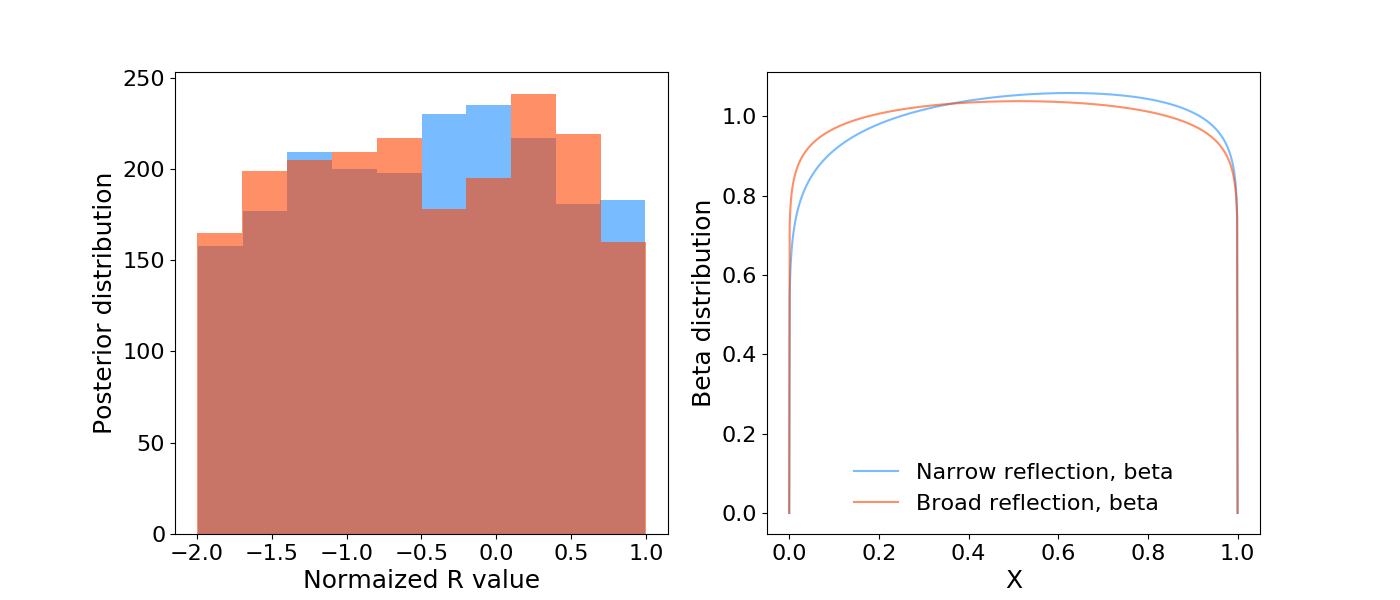 250
200
150
100
50
0
Posterior distribution
−2.0 −1.5 −1.0 −0.5 0.0 0.5 1.0
Normaized R value
1.0
0.8
0.6
0.4
0.2
0.0
Beta distribution
Narrow reflection, beta
Broad reflection, beta
0.0 0.2 0.4 0.6 0.8 1.0
X